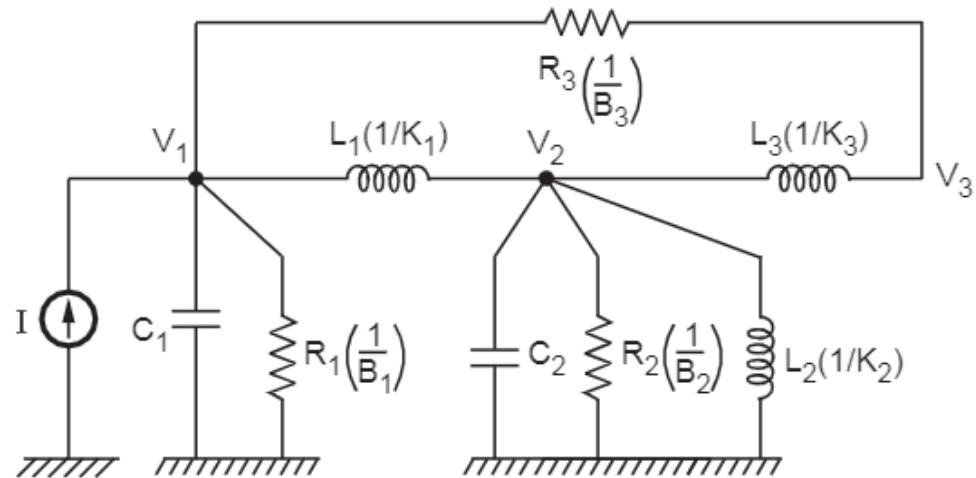 R₃(1/B₃)
V₁
L₁(1/K₁)
V₂
L₃(1/K₃)
V₃
I
C₁
R₁(1/B₁)
C₂
R₂(1/B₂)
L₂(1/K₂)